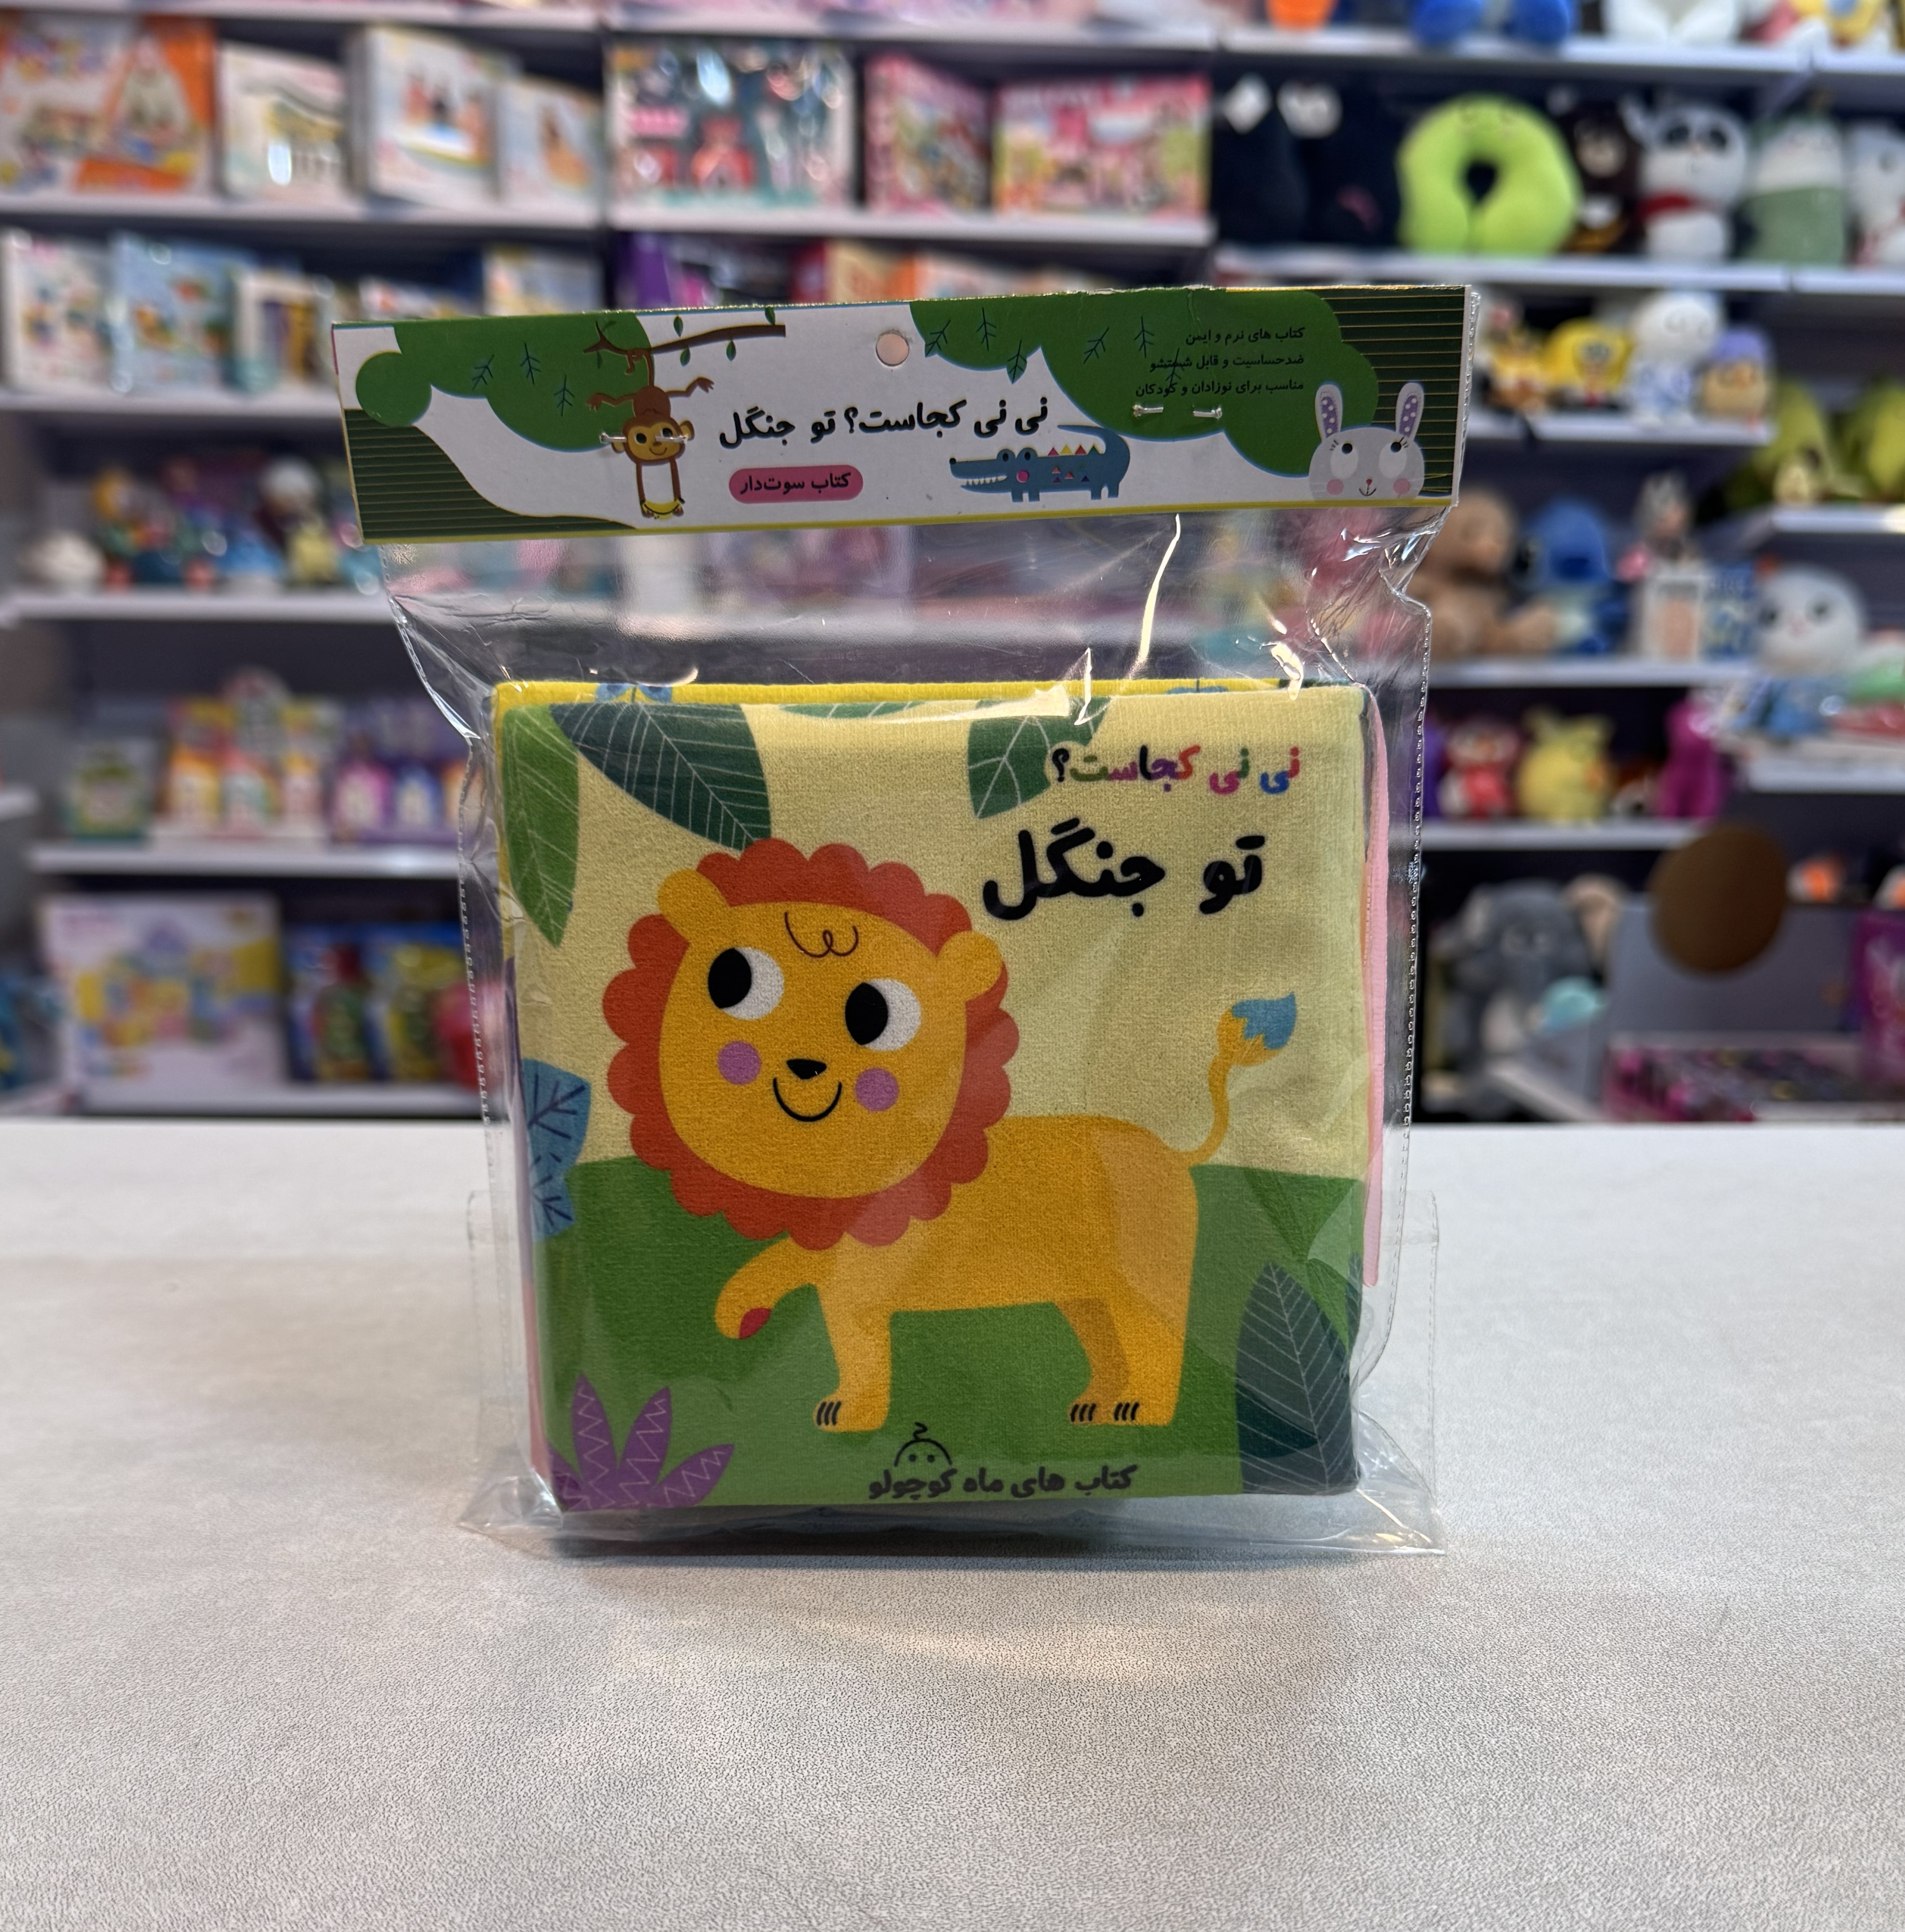 کتاب های نرم و ایمن
ضدحساسیت و قابل شستشو
مناسب برای نوزادان و کودکان
نی نی کجاست؟ تو جنگل
کتاب سوت‌دار
نی نی کجاست؟
تو جنگل
کتاب های ماه کوچولو